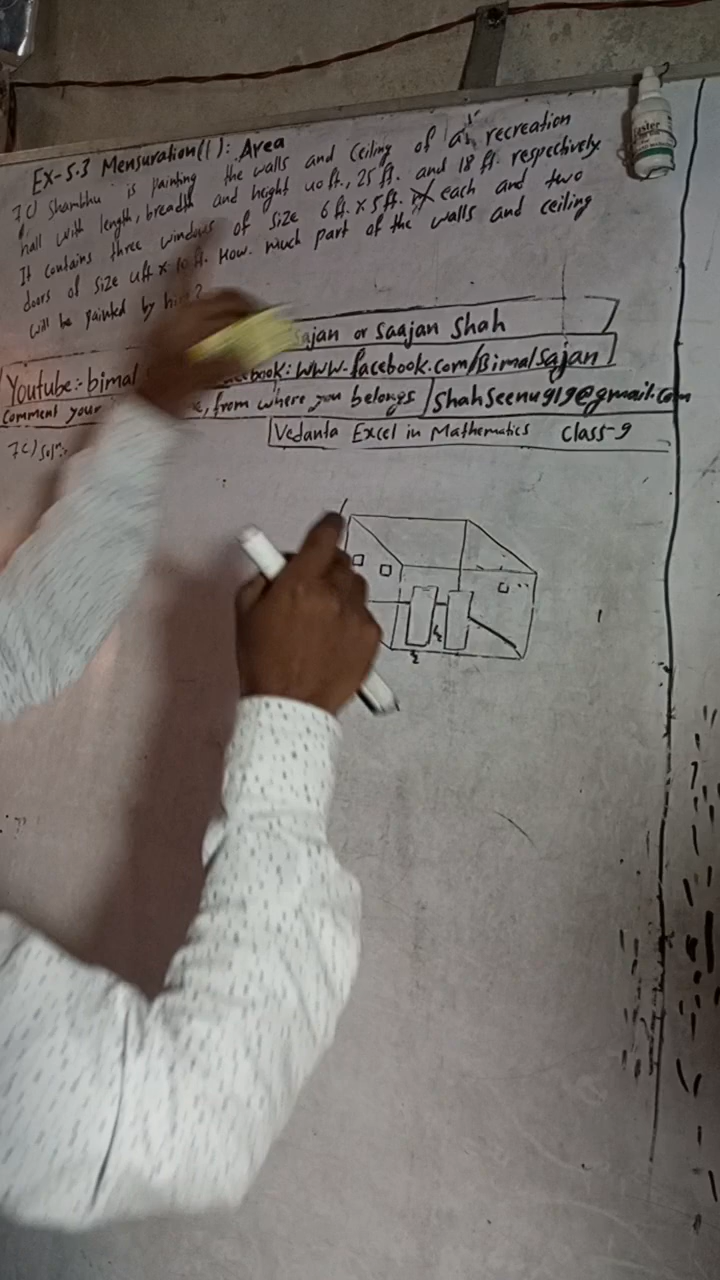 EX-5.3 Mensuration(1): Area
7c) Shambhu is painting the walls and ceiling of a recreation
hall with length, breadth and height 40 ft., 25 ft. and 18 ft. respectively.
It contains three windows of size 6 ft. x 5 ft. each and two
doors of size 4ft x 10 ft. How much part of the walls and ceiling
will be painted by him?
sajan or saajan shah
Youtube:- bimal book: www.facebook.com/Bimalsajan
Comment your from where you belongs shahseenu919@gmail.com
Vedanta Excel in Mathematics Class-9
7c) Soln:-